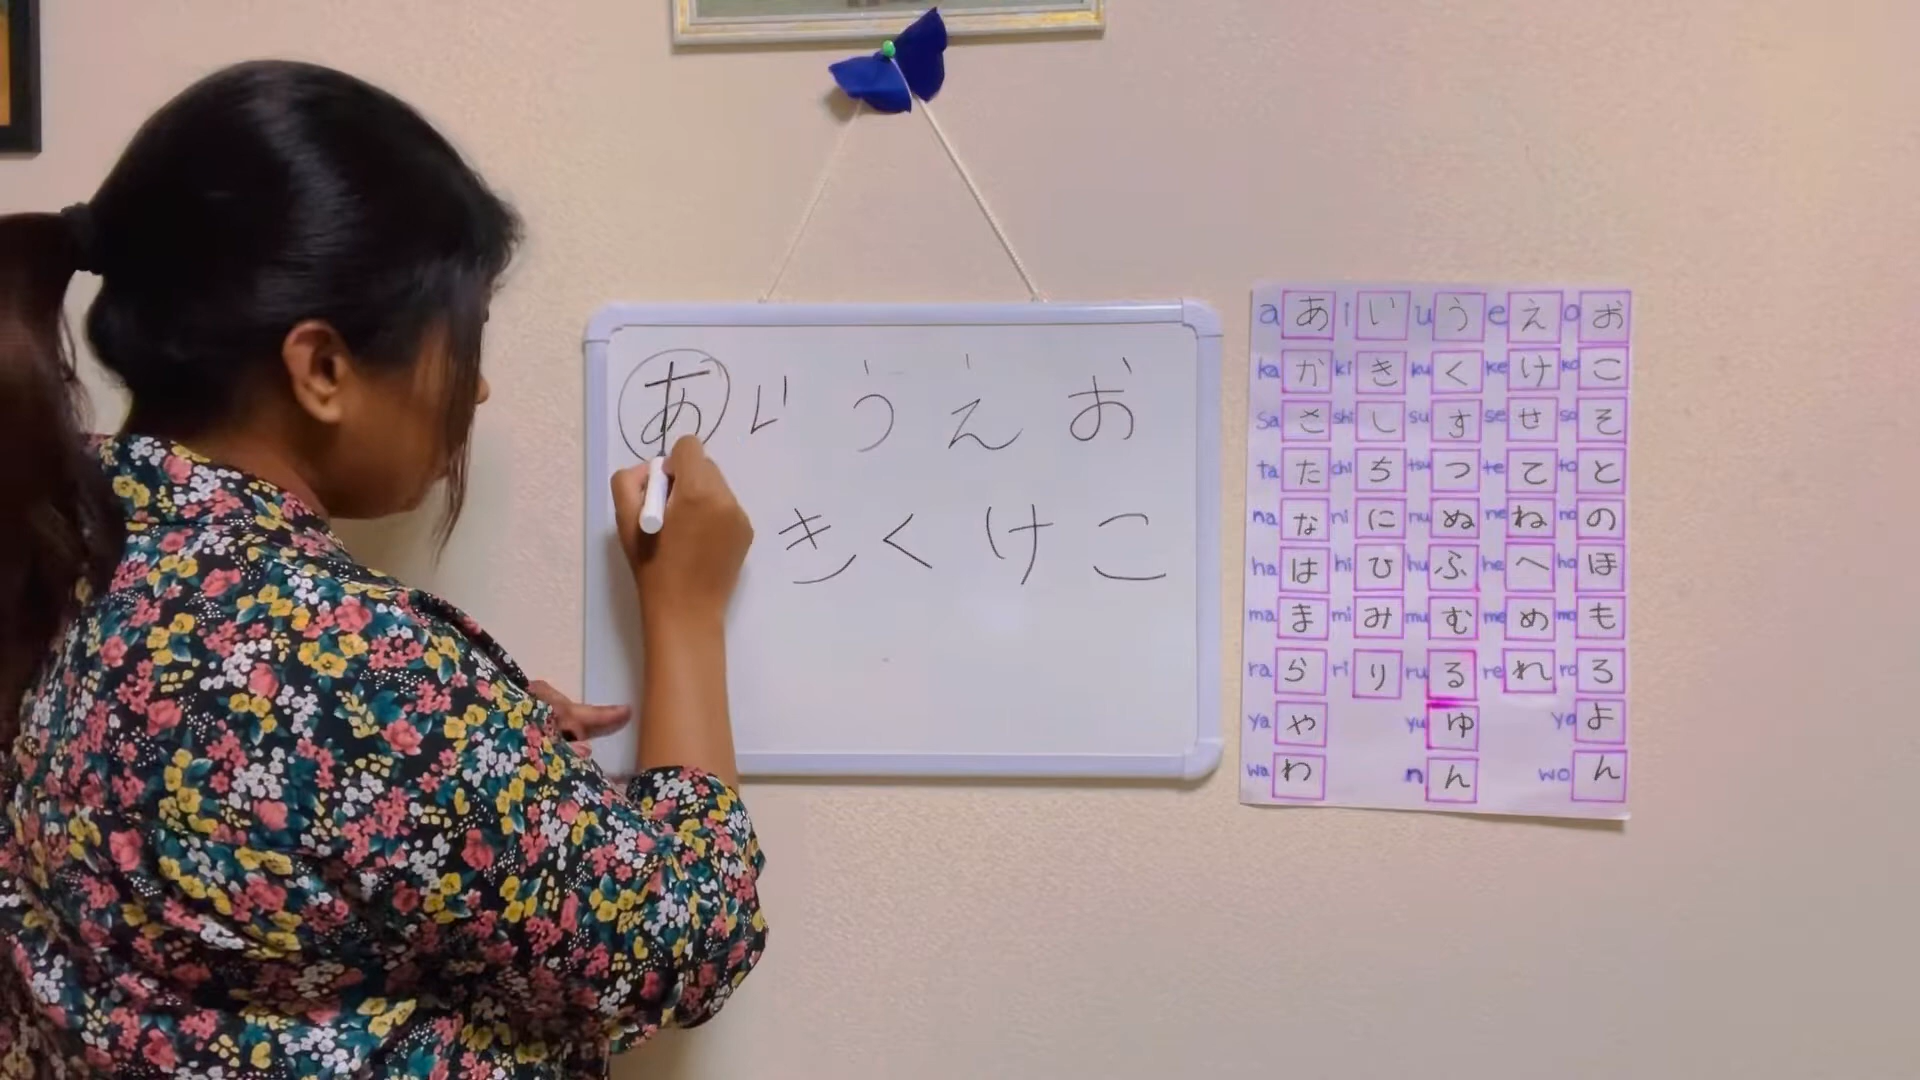 あ い う え お
き く け こ
a あ i い u う e え o お
ka か ki き ku く ke け ko こ
sa さ shi し su す se せ so そ
ta た chi ち tsu つ te て to と
na な ni に nu ぬ ne ね no の
ha は hi ひ hu ふ he へ ho ほ
ma ま mi み mu む me め mo も
ra ら ri り ru る re れ ro ろ
ya や yu ゆ yo よ
wa わ n ん wo ん